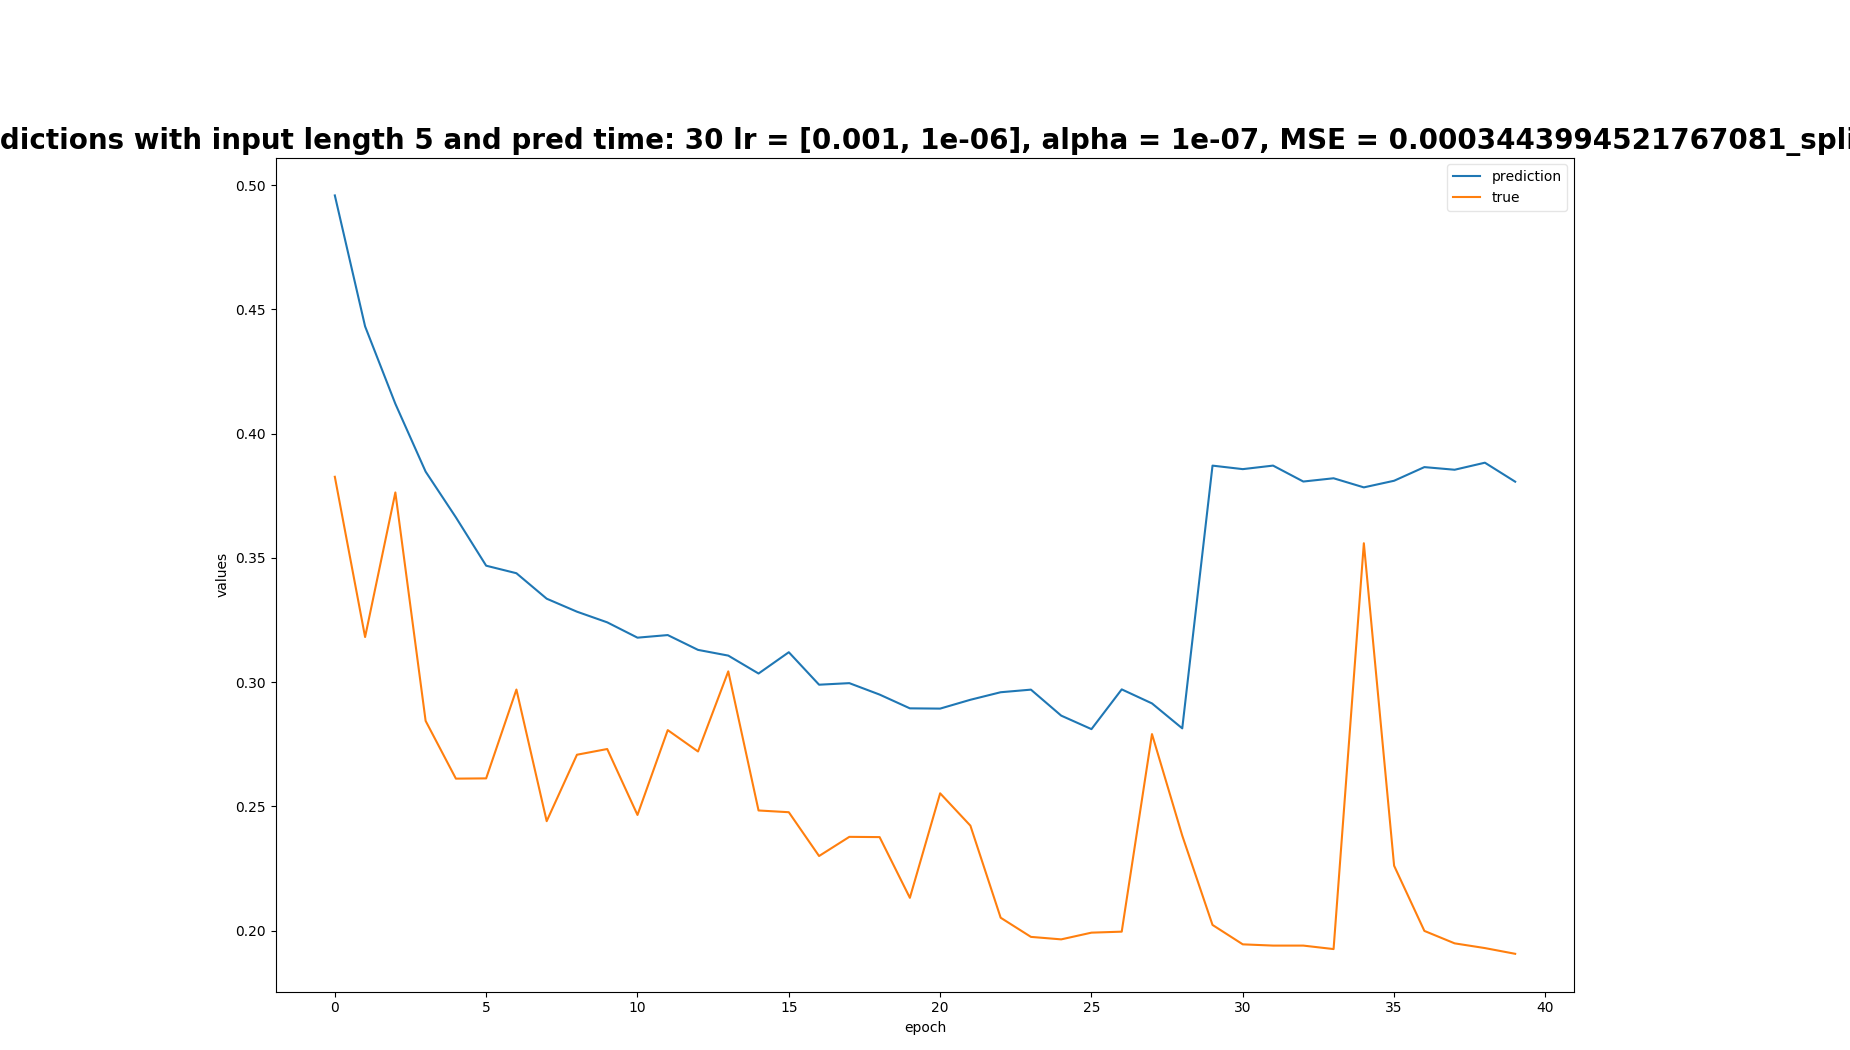 dictions with input length 5 and pred time: 30 lr = [0.001, 1e-06], alpha = 1e-07, MSE = 0.0003443994521767081_spli
prediction
true
0.50
0.45
0.40
0.35
0.30
0.25
0.20
values
0 5 10 15 20 25 30 35 40
epoch